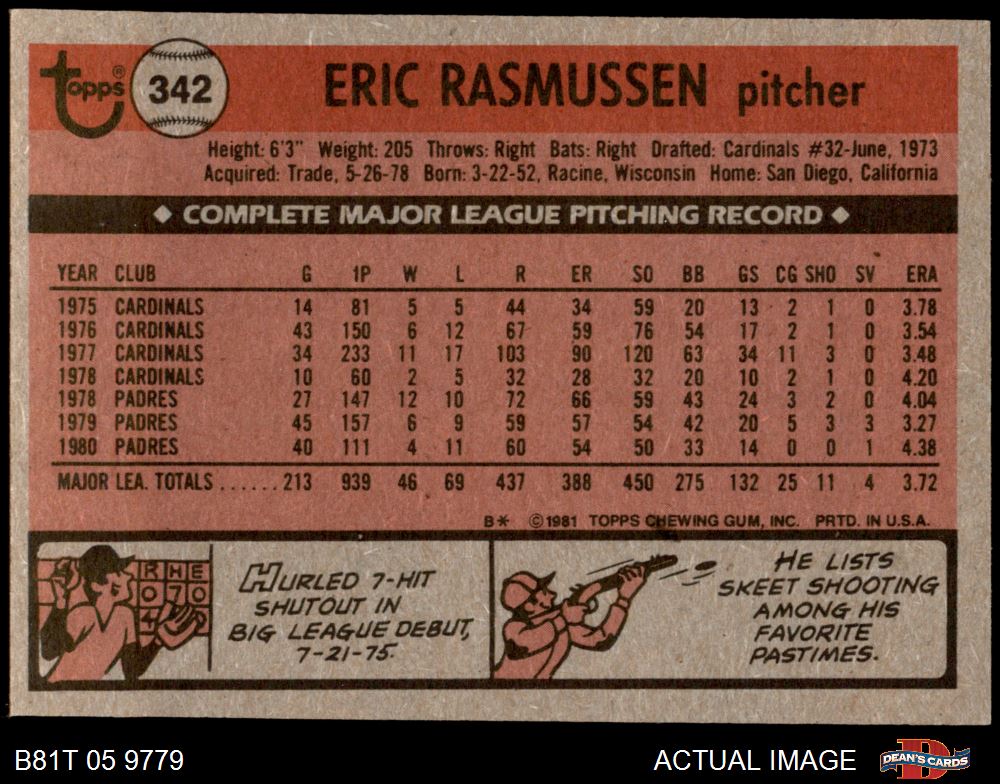 Topps®
342
ERIC RASMUSSEN pitcher
Height: 6'3" Weight: 205 Throws: Right Bats: Right Drafted: Cardinals #32-June, 1973
Acquired: Trade, 5-26-78 Born: 3-22-52, Racine, Wisconsin Home: San Diego, California
◆ COMPLETE MAJOR LEAGUE PITCHING RECORD ◆
YEAR CLUB G IP W L R ER SO BB GS CG SHO SV ERA
1975 CARDINALS 14 81 5 5 44 34 59 20 13 2 1 0 3.78
1976 CARDINALS 43 150 6 12 67 59 76 54 17 2 1 0 3.54
1977 CARDINALS 34 233 11 17 103 90 120 63 34 11 3 0 3.48
1978 CARDINALS 10 60 2 5 32 28 32 20 10 2 1 0 4.20
1978 PADRES 27 147 12 10 72 66 59 43 24 3 2 0 4.04
1979 PADRES 45 157 6 9 59 57 54 42 20 5 3 3 3.27
1980 PADRES 40 111 4 11 60 54 50 33 14 0 0 1 4.38
MAJOR LEA. TOTALS ...... 213 939 46 69 437 388 450 275 132 25 11 4 3.72
B* ©1981 TOPPS CHEWING GUM, INC. PRTD. IN U.S.A.
R H E
0 7 0
HURLED 7-HIT
SHUTOUT IN
BIG LEAGUE DEBUT,
7-21-75.
HE LISTS
SKEET SHOOTING
AMONG HIS
FAVORITE
PASTIMES.
B81T 05 9779
ACTUAL IMAGE
DEAN'S CARDS